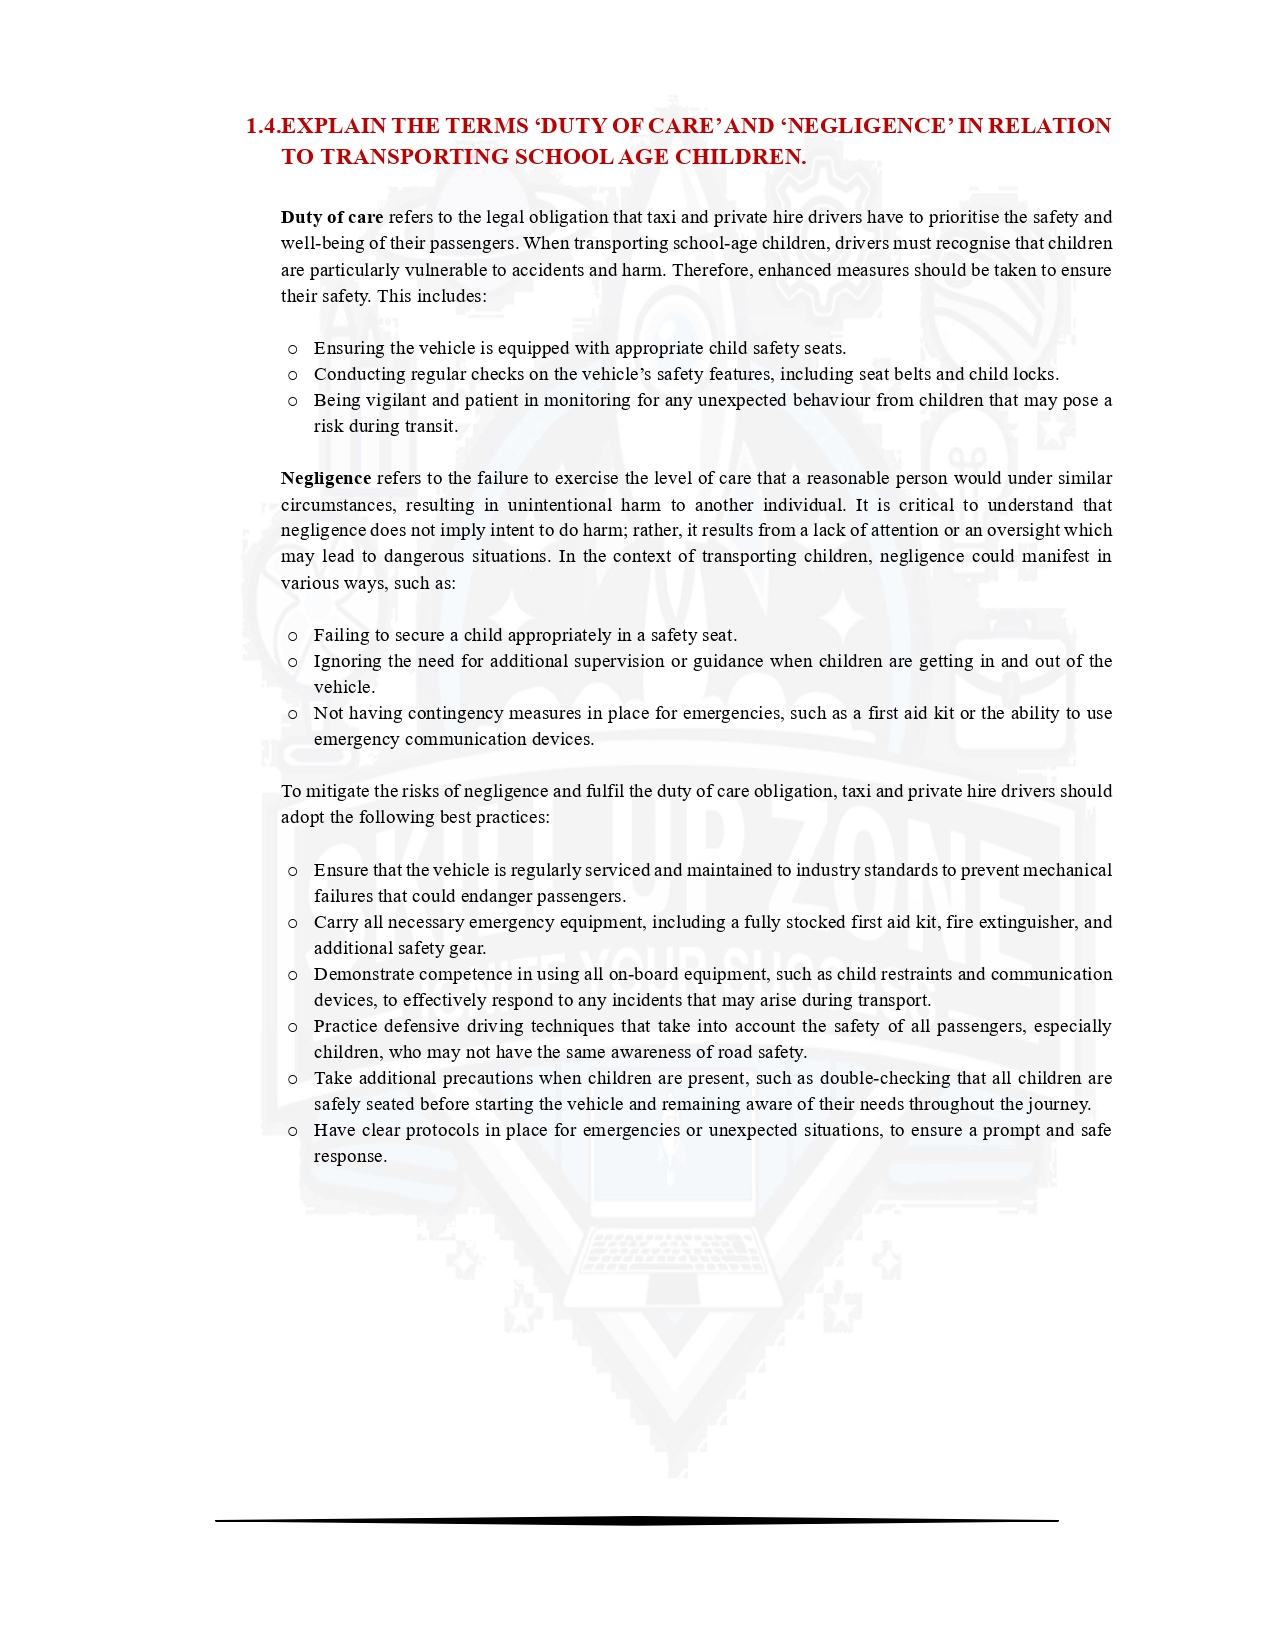 1.4.EXPLAIN THE TERMS ‘DUTY OF CARE’ AND ‘NEGLIGENCE’ IN RELATION
TO TRANSPORTING SCHOOL AGE CHILDREN.
Duty of care refers to the legal obligation that taxi and private hire drivers have to prioritise the safety and
well-being of their passengers. When transporting school-age children, drivers must recognise that children
are particularly vulnerable to accidents and harm. Therefore, enhanced measures should be taken to ensure
their safety. This includes:
o Ensuring the vehicle is equipped with appropriate child safety seats.
o Conducting regular checks on the vehicle’s safety features, including seat belts and child locks.
o Being vigilant and patient in monitoring for any unexpected behaviour from children that may pose a
risk during transit.
Negligence refers to the failure to exercise the level of care that a reasonable person would under similar
circumstances, resulting in unintentional harm to another individual. It is critical to understand that
negligence does not imply intent to do harm; rather, it results from a lack of attention or an oversight which
may lead to dangerous situations. In the context of transporting children, negligence could manifest in
various ways, such as:
o Failing to secure a child appropriately in a safety seat.
o Ignoring the need for additional supervision or guidance when children are getting in and out of the
vehicle.
o Not having contingency measures in place for emergencies, such as a first aid kit or the ability to use
emergency communication devices.
To mitigate the risks of negligence and fulfil the duty of care obligation, taxi and private hire drivers should
adopt the following best practices:
o Ensure that the vehicle is regularly serviced and maintained to industry standards to prevent mechanical
failures that could endanger passengers.
o Carry all necessary emergency equipment, including a fully stocked first aid kit, fire extinguisher, and
additional safety gear.
o Demonstrate competence in using all on-board equipment, such as child restraints and communication
devices, to effectively respond to any incidents that may arise during transport.
o Practice defensive driving techniques that take into account the safety of all passengers, especially
children, who may not have the same awareness of road safety.
o Take additional precautions when children are present, such as double-checking that all children are
safely seated before starting the vehicle and remaining aware of their needs throughout the journey.
o Have clear protocols in place for emergencies or unexpected situations, to ensure a prompt and safe
response.
SKILL UP ZONE
IGNITE YOUR SUCCESS